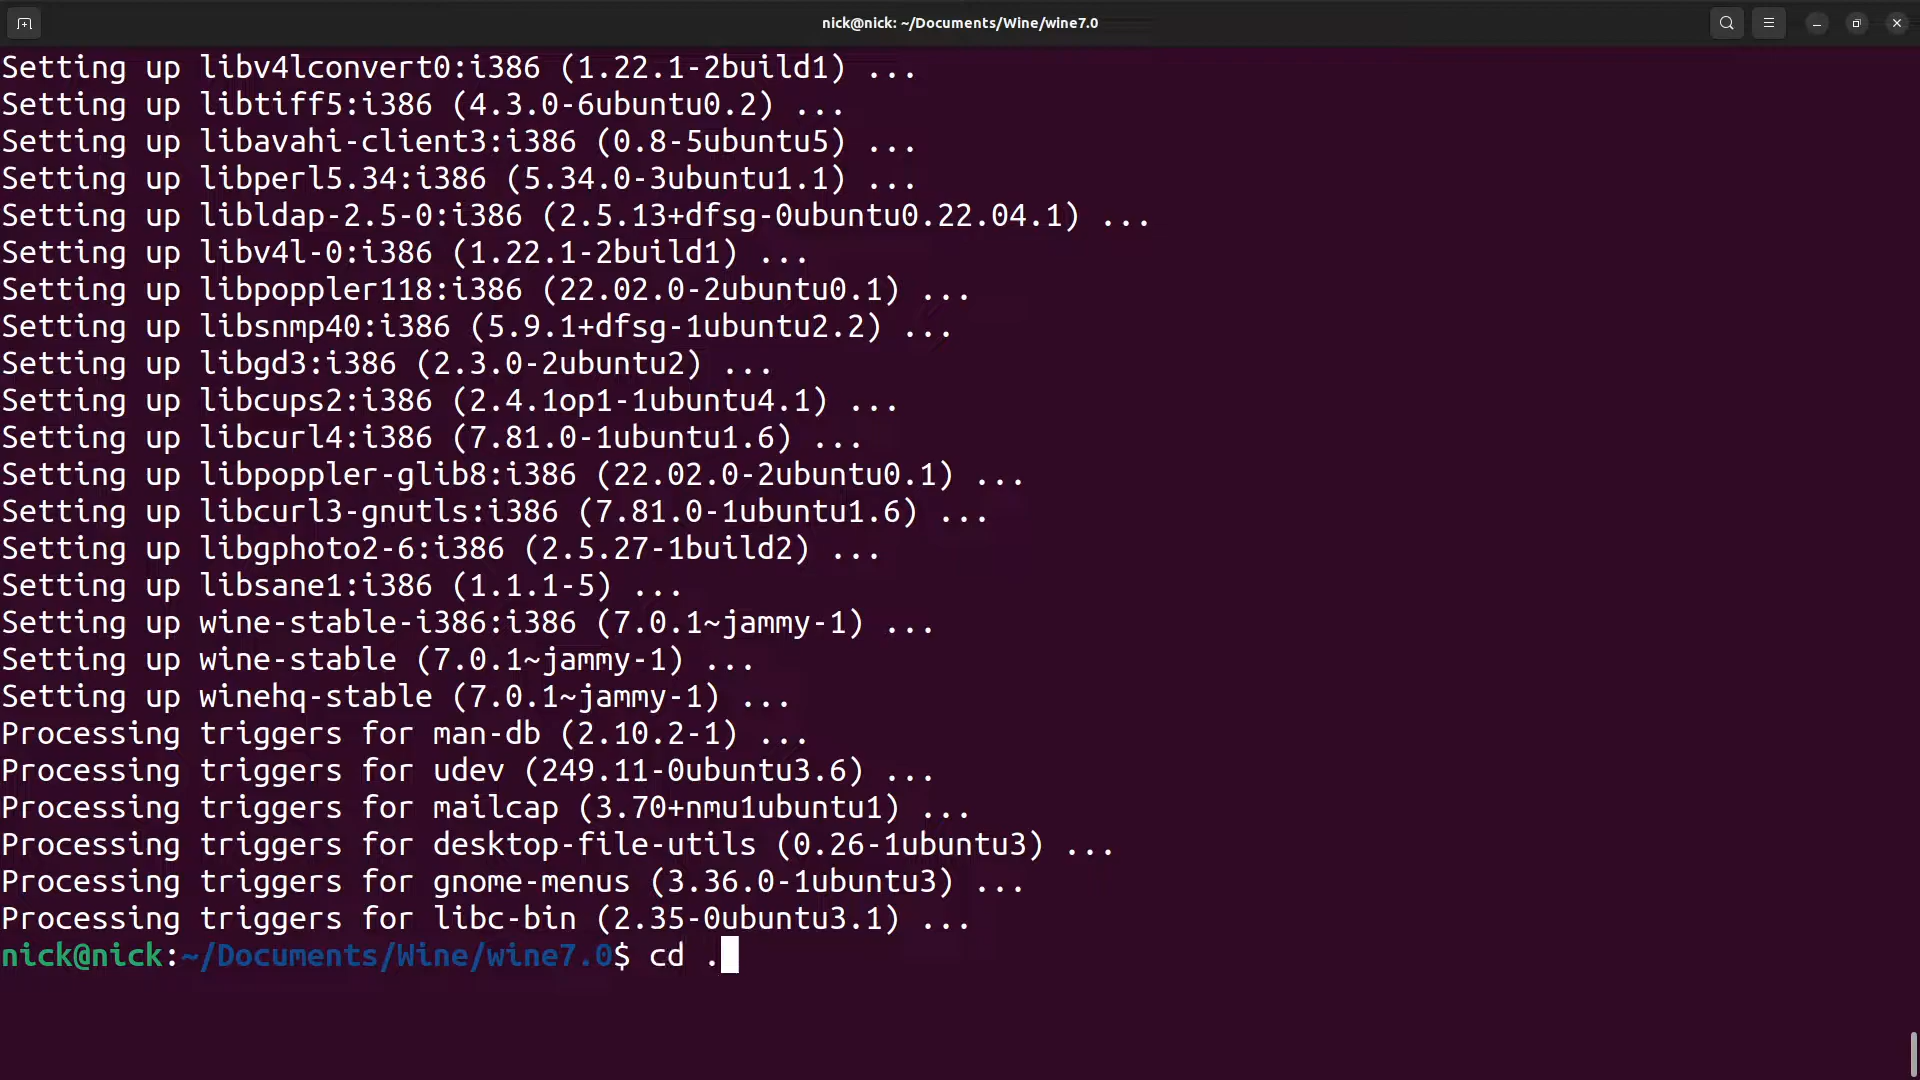 nick@nick: ~/Documents/Wine/wine7.0
Setting up libv4lconvert0:i386 (1.22.1-2build1) ...
Setting up libtiff5:i386 (4.3.0-6ubuntu0.2) ...
Setting up libavahi-client3:i386 (0.8-5ubuntu5) ...
Setting up libperl5.34:i386 (5.34.0-3ubuntu1.1) ...
Setting up libldap-2.5-0:i386 (2.5.13+dfsg-0ubuntu0.22.04.1) ...
Setting up libv4l-0:i386 (1.22.1-2build1) ...
Setting up libpoppler118:i386 (22.02.0-2ubuntu0.1) ...
Setting up libsnmp40:i386 (5.9.1+dfsg-1ubuntu2.2) ...
Setting up libgd3:i386 (2.3.0-2ubuntu2) ...
Setting up libcups2:i386 (2.4.1op1-1ubuntu4.1) ...
Setting up libcurl4:i386 (7.81.0-1ubuntu1.6) ...
Setting up libpoppler-glib8:i386 (22.02.0-2ubuntu0.1) ...
Setting up libcurl3-gnutls:i386 (7.81.0-1ubuntu1.6) ...
Setting up libgphoto2-6:i386 (2.5.27-1build2) ...
Setting up libsane1:i386 (1.1.1-5) ...
Setting up wine-stable-i386:i386 (7.0.1~jammy-1) ...
Setting up wine-stable (7.0.1~jammy-1) ...
Setting up winehq-stable (7.0.1~jammy-1) ...
Processing triggers for man-db (2.10.2-1) ...
Processing triggers for udev (249.11-0ubuntu3.6) ...
Processing triggers for mailcap (3.70+nmu1ubuntu1) ...
Processing triggers for desktop-file-utils (0.26-1ubuntu3) ...
Processing triggers for gnome-menus (3.36.0-1ubuntu3) ...
Processing triggers for libc-bin (2.35-0ubuntu3.1) ...
nick@nick:~/Documents/Wine/wine7.0$ cd .